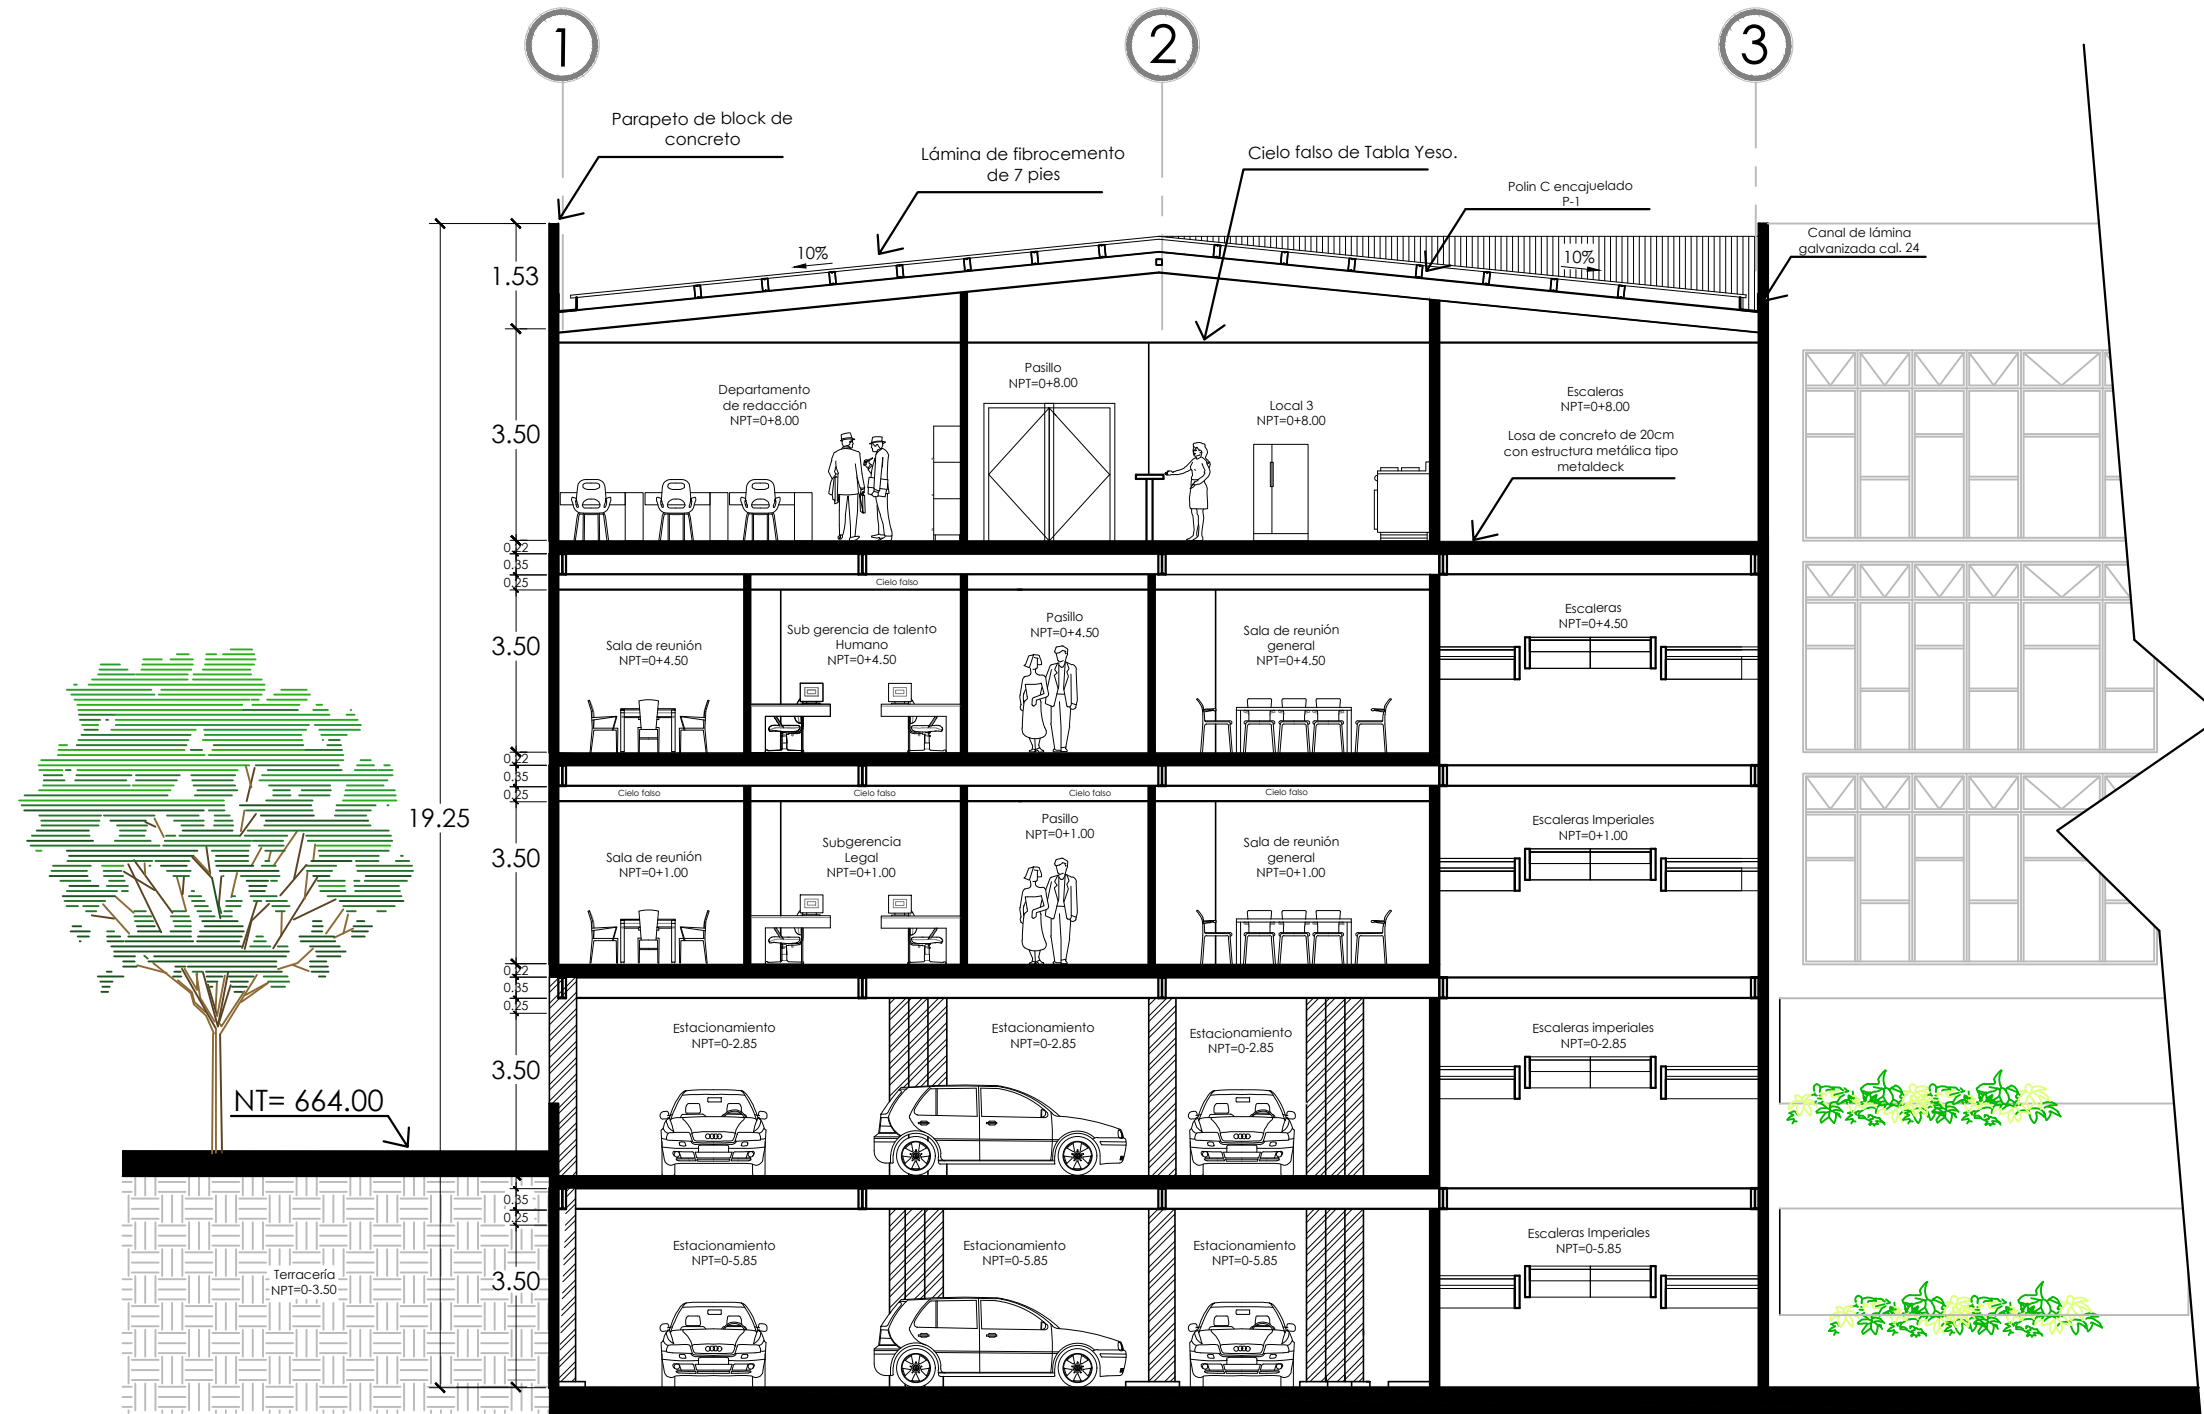 1
2
3
Parapeto de block de
concreto
Lámina de fibrocemento
de 7 pies
Cielo falso de Tabla Yeso.
Polin C encajuelado
P-1
Canal de lámina
galvanizada cal. 24
10%
10%
1.53
Departamento
de redacción
NPT=0+8.00
Pasillo
NPT=0+8.00
Local 3
NPT=0+8.00
Escaleras
NPT=0+8.00
Losa de concreto de 20cm
con estructura metálica tipo
metaldeck
3.50
0.22
0.35
0.25
Cielo falso
Sala de reunión
NPT=0+4.50
Sub gerencia de talento
Humano
NPT=0+4.50
Pasillo
NPT=0+4.50
Sala de reunión
general
NPT=0+4.50
Escaleras
NPT=0+4.50
3.50
0.22
0.35
0.25
Cielo falso
Cielo falso
Cielo falso
Cielo falso
19.25
Sala de reunión
NPT=0+1.00
Subgerencia
Legal
NPT=0+1.00
Pasillo
NPT=0+1.00
Sala de reunión
general
NPT=0+1.00
Escaleras Imperiales
NPT=0+1.00
3.50
0.22
0.35
0.25
Estacionamiento
NPT=0-2.85
Estacionamiento
NPT=0-2.85
Estacionamiento
NPT=0-2.85
Escaleras imperiales
NPT=0-2.85
3.50
NT= 664.00
0.35
0.25
Estacionamiento
NPT=0-5.85
Estacionamiento
NPT=0-5.85
Estacionamiento
NPT=0-5.85
Escaleras Imperiales
NPT=0-5.85
3.50
Terracería
NPT=0-3.50